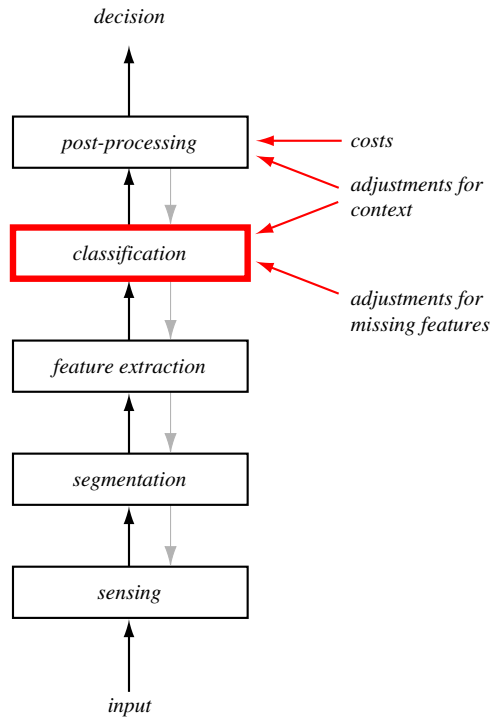 decision
post-processing
costs
adjustments for
context
classification
adjustments for
missing features
feature extraction
segmentation
sensing
input